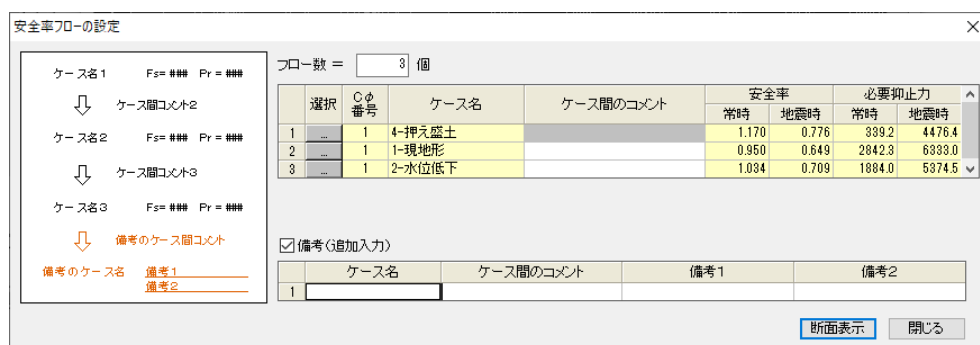 安全率フローの設定
フロー数 = 3 個
ケース名1 Fs= ### Pr = ###
ケース間コメント2
ケース名2 Fs= ### Pr = ###
ケース間コメント3
ケース名3 Fs= ### Pr = ###
備考のケース間コメント
備考のケース名 備考1
備考2
選択 Cφ番号 ケース名 ケース間のコメント 安全率 必要抑止力
常時 地震時 常時 地震時
1 ... 1 4-押え盛土 1.170 0.776 339.2 4476.4
2 ... 1 1-現地形 0.950 0.649 2842.3 6333.0
3 ... 1 2-水位低下 1.034 0.709 1884.0 5374.5
備考(追加入力)
ケース名 ケース間のコメント 備考1 備考2
1
断面表示 閉じる